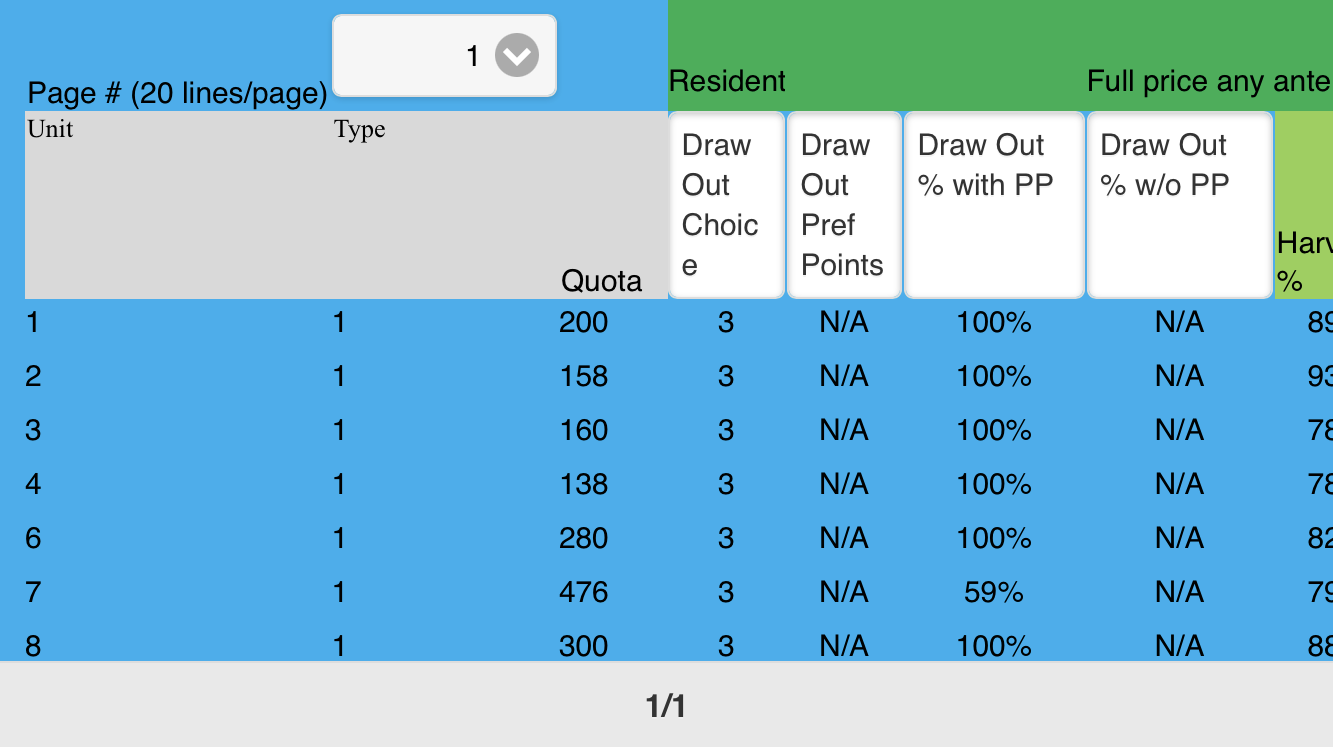 1
Page # (20 lines/page)
Resident Full price any ante
Unit Type Quota Draw Out Choice Draw Out Pref Points Draw Out % with PP Draw Out % w/o PP Harv %
1 1 200 3 N/A 100% N/A 89
2 1 158 3 N/A 100% N/A 93
3 1 160 3 N/A 100% N/A 78
4 1 138 3 N/A 100% N/A 78
6 1 280 3 N/A 100% N/A 82
7 1 476 3 N/A 59% N/A 79
8 1 300 3 N/A 100% N/A 88
1/1